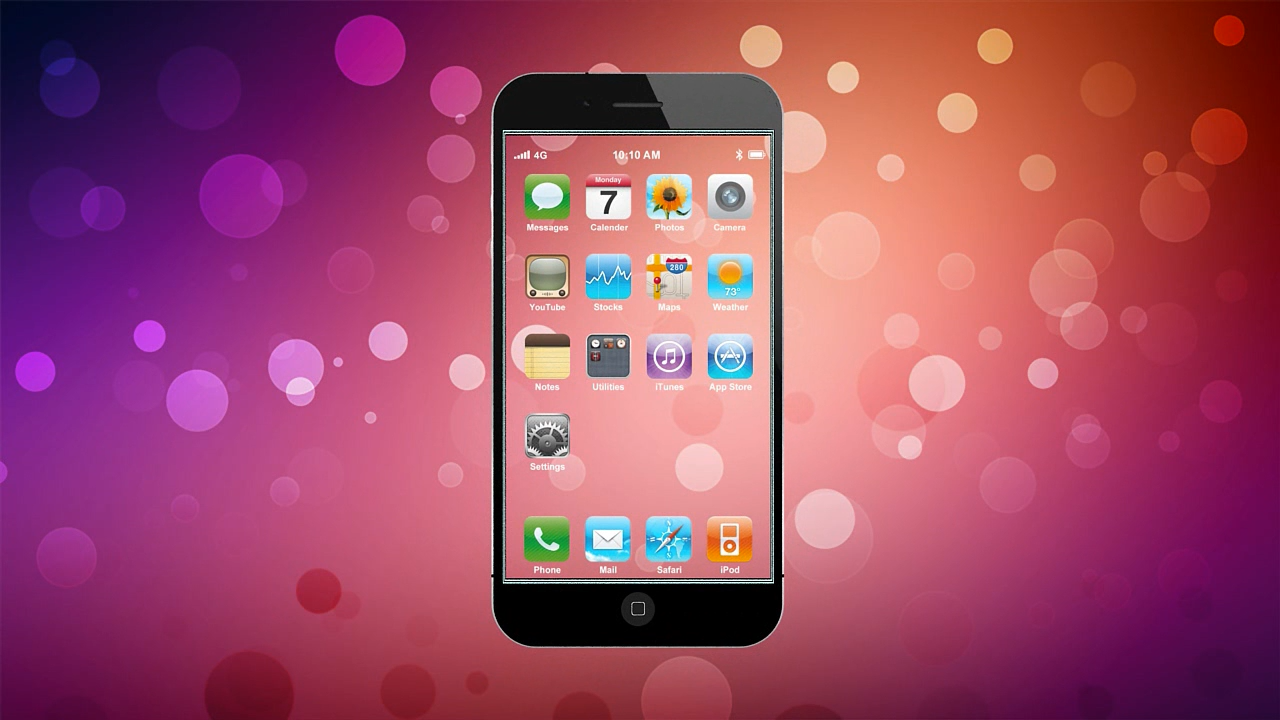 4G 10:10 AM
Monday
7
Messages Calender Photos Camera
280
73°
YouTube Stocks Maps Weather
Notes Utilities iTunes App Store
Settings
Phone Mail Safari iPod